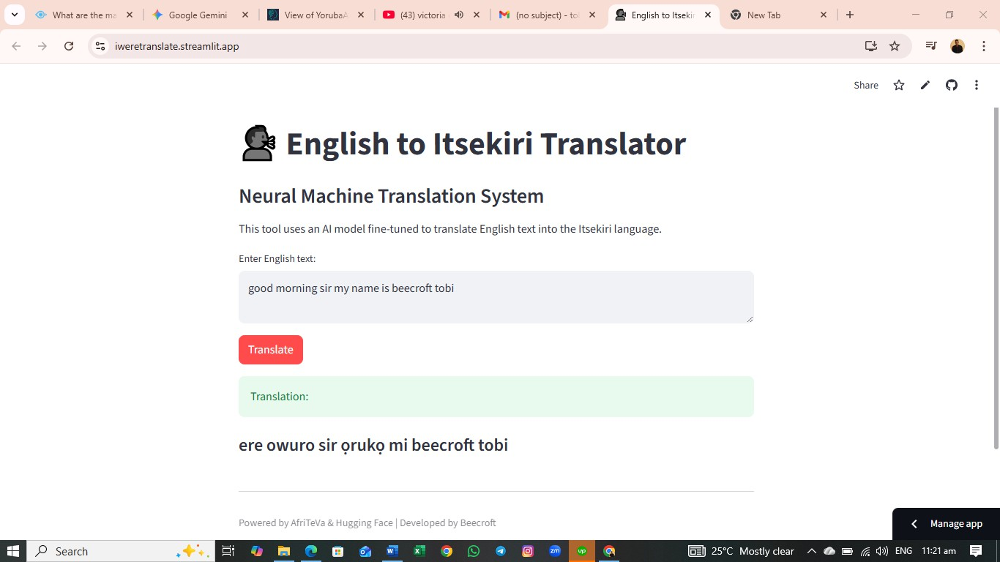 What are the ma
Google Gemini
View of YorubaA
(43) victoria
(no subject) - to
English to Itsekir
New Tab
iweretranslate.streamlit.app
Share
English to Itsekiri Translator
Neural Machine Translation System
This tool uses an AI model fine-tuned to translate English text into the Itsekiri language.
Enter English text:
good morning sir my name is beecroft tobi
Translate
Translation:
ere owuro sir ọrukọ mi beecroft tobi
Powered by AfriTeVa & Hugging Face | Developed by Beecroft
Manage app
Search
25°C Mostly clear
ENG
11:21 am